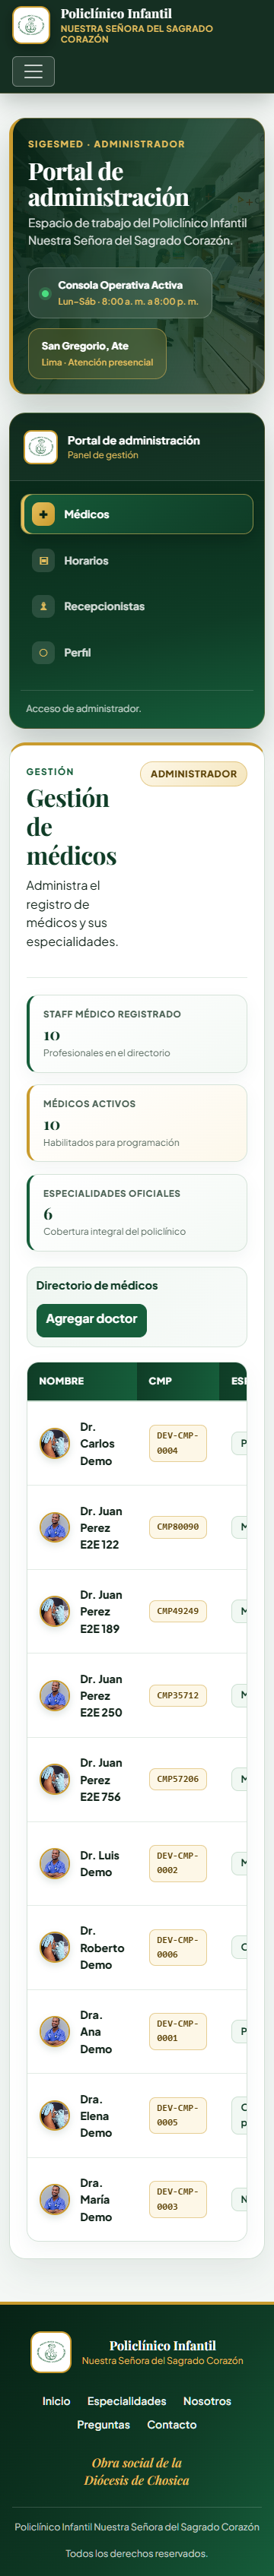 Policlínico Infantil
NUESTRA SEÑORA DEL SAGRADO
CORAZÓN
SIGESMED · ADMINISTRADOR
Portal de
administración
Espacio de trabajo del Policlínico Infantil
Nuestra Señora del Sagrado Corazón.
Consola Operativa Activa
Lun–Sáb · 8:00 a. m. a 8:00 p. m.
San Gregorio, Ate
Lima · Atención presencial
Portal de administración
Panel de gestión
Médicos
Horarios
Recepcionistas
Perfil
Acceso de administrador.
GESTIÓN
ADMINISTRADOR
Gestión
de
médicos
Administra el
registro de
médicos y sus
especialidades.
STAFF MÉDICO REGISTRADO
10
Profesionales en el directorio
MÉDICOS ACTIVOS
10
Habilitados para programación
ESPECIALIDADES OFICIALES
6
Cobertura integral del policlínico
Directorio de médicos
Agregar doctor
NOMBRE CMP
Dr.
Carlos
Demo
DEV-CMP-
0004
Dr. Juan
Perez
E2E 122
CMP80090
Dr. Juan
Perez
E2E 189
CMP49249
Dr. Juan
Perez
E2E 250
CMP35712
Dr. Juan
Perez
E2E 756
CMP57206
Dr. Luis
Demo
DEV-CMP-
0002
Dr.
Roberto
Demo
DEV-CMP-
0006
Dra.
Ana
Demo
DEV-CMP-
0001
Dra.
Elena
Demo
DEV-CMP-
0005
Dra.
María
Demo
DEV-CMP-
0003
Policlínico Infantil
Nuestra Señora del Sagrado Corazón
Inicio Especialidades Nosotros
Preguntas Contacto
Obra social de la
Diócesis de Chosica
Policlínico Infantil Nuestra Señora del Sagrado Corazón
Todos los derechos reservados.